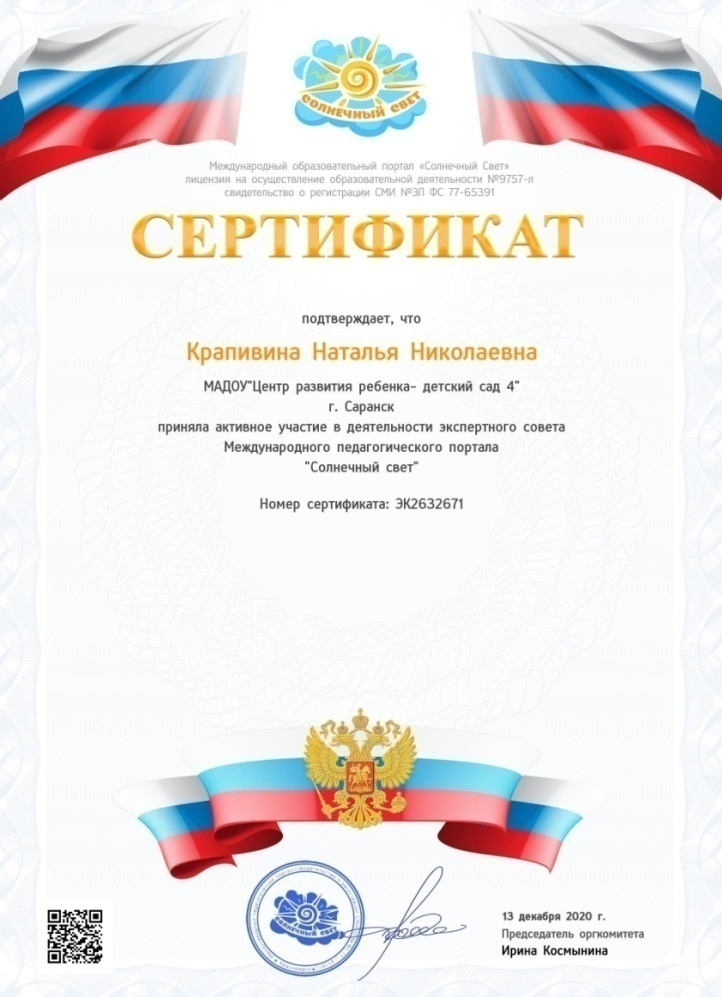 СОЛНЕЧНЫЙ СВЕТ
Международный образовательный портал «Солнечный Свет»
лицензия на осуществление образовательной деятельности №9757-л
свидетельство о регистрации СМИ №ЭЛ ФС 77-65391
СЕРТИФИКАТ
подтверждает, что
Крапивина Наталья Николаевна
МАДОУ"Центр развития ребенка- детский сад 4"
г. Саранск
приняла активное участие в деятельности экспертного совета
Международного педагогического портала
"Солнечный свет"
Номер сертификата: ЭК2632671
СОЛНЕЧНЫЙ СВЕТ
13 декабря 2020 г.
Председатель оргкомитета
Ирина Космынина